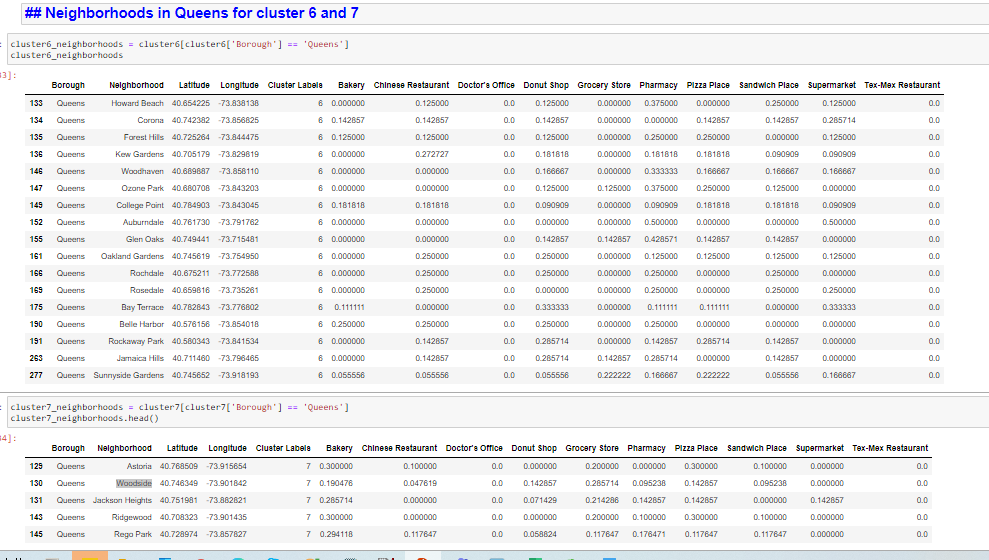 ## Neighborhoods in Queens for cluster 6 and 7
cluster6_neighborhoods = cluster6[cluster6['Borough'] == 'Queens']
cluster6_neighborhoods
3]:
Borough Neighborhood Latitude Longitude Cluster Labels Bakery Chinese Restaurant Doctor's Office Donut Shop Grocery Store Pharmacy Pizza Place Sandwich Place Supermarket Tex-Mex Restaurant
133 Queens Howard Beach 40.654225 -73.838138 6 0.000000 0.125000 0.0 0.125000 0.000000 0.375000 0.000000 0.250000 0.125000 0.0
134 Queens Corona 40.742382 -73.856825 6 0.142857 0.142857 0.0 0.142857 0.000000 0.000000 0.142857 0.142857 0.285714 0.0
135 Queens Forest Hills 40.725264 -73.844475 6 0.125000 0.125000 0.0 0.125000 0.000000 0.250000 0.250000 0.000000 0.125000 0.0
136 Queens Kew Gardens 40.705179 -73.829819 6 0.000000 0.272727 0.0 0.181818 0.000000 0.181818 0.181818 0.090909 0.090909 0.0
146 Queens Woodhaven 40.689887 -73.858110 6 0.000000 0.000000 0.0 0.166667 0.000000 0.333333 0.166667 0.166667 0.166667 0.0
147 Queens Ozone Park 40.680708 -73.843203 6 0.000000 0.000000 0.0 0.125000 0.125000 0.375000 0.250000 0.125000 0.000000 0.0
149 Queens College Point 40.784903 -73.843045 6 0.181818 0.181818 0.0 0.090909 0.000000 0.090909 0.181818 0.181818 0.090909 0.0
152 Queens Auburndale 40.761730 -73.791762 6 0.000000 0.000000 0.0 0.000000 0.000000 0.500000 0.000000 0.000000 0.500000 0.0
155 Queens Glen Oaks 40.749441 -73.715481 6 0.000000 0.000000 0.0 0.142857 0.142857 0.428571 0.142857 0.142857 0.000000 0.0
161 Queens Oakland Gardens 40.745619 -73.754950 6 0.000000 0.250000 0.0 0.250000 0.000000 0.125000 0.125000 0.125000 0.125000 0.0
166 Queens Rochdale 40.675211 -73.772588 6 0.000000 0.250000 0.0 0.250000 0.000000 0.250000 0.000000 0.250000 0.000000 0.0
169 Queens Rosedale 40.659816 -73.735261 6 0.000000 0.250000 0.0 0.000000 0.000000 0.250000 0.000000 0.250000 0.250000 0.0
175 Queens Bay Terrace 40.782843 -73.776802 6 0.111111 0.000000 0.0 0.333333 0.000000 0.111111 0.111111 0.000000 0.333333 0.0
190 Queens Belle Harbor 40.576156 -73.854018 6 0.250000 0.250000 0.0 0.250000 0.000000 0.250000 0.000000 0.000000 0.000000 0.0
191 Queens Rockaway Park 40.580343 -73.841534 6 0.000000 0.142857 0.0 0.285714 0.000000 0.142857 0.285714 0.142857 0.000000 0.0
263 Queens Jamaica Hills 40.711460 -73.796465 6 0.000000 0.142857 0.0 0.285714 0.142857 0.285714 0.000000 0.142857 0.000000 0.0
277 Queens Sunnyside Gardens 40.745652 -73.918193 6 0.055556 0.055556 0.0 0.055556 0.222222 0.166667 0.222222 0.055556 0.166667 0.0
cluster7_neighborhoods = cluster7[cluster7['Borough'] == 'Queens']
cluster7_neighborhoods.head()
4]:
Borough Neighborhood Latitude Longitude Cluster Labels Bakery Chinese Restaurant Doctor's Office Donut Shop Grocery Store Pharmacy Pizza Place Sandwich Place Supermarket Tex-Mex Restaurant
129 Queens Astoria 40.768509 -73.915654 7 0.300000 0.100000 0.0 0.000000 0.200000 0.000000 0.300000 0.100000 0.000000 0.0
130 Queens Woodside 40.746349 -73.901842 7 0.190476 0.047619 0.0 0.142857 0.285714 0.095238 0.142857 0.095238 0.000000 0.0
131 Queens Jackson Heights 40.751981 -73.882821 7 0.285714 0.000000 0.0 0.071429 0.214286 0.142857 0.142857 0.000000 0.142857 0.0
143 Queens Ridgewood 40.708323 -73.901435 7 0.300000 0.000000 0.0 0.000000 0.200000 0.100000 0.300000 0.100000 0.000000 0.0
145 Queens Rego Park 40.728974 -73.857827 7 0.294118 0.117647 0.0 0.058824 0.117647 0.176471 0.117647 0.117647 0.000000 0.0